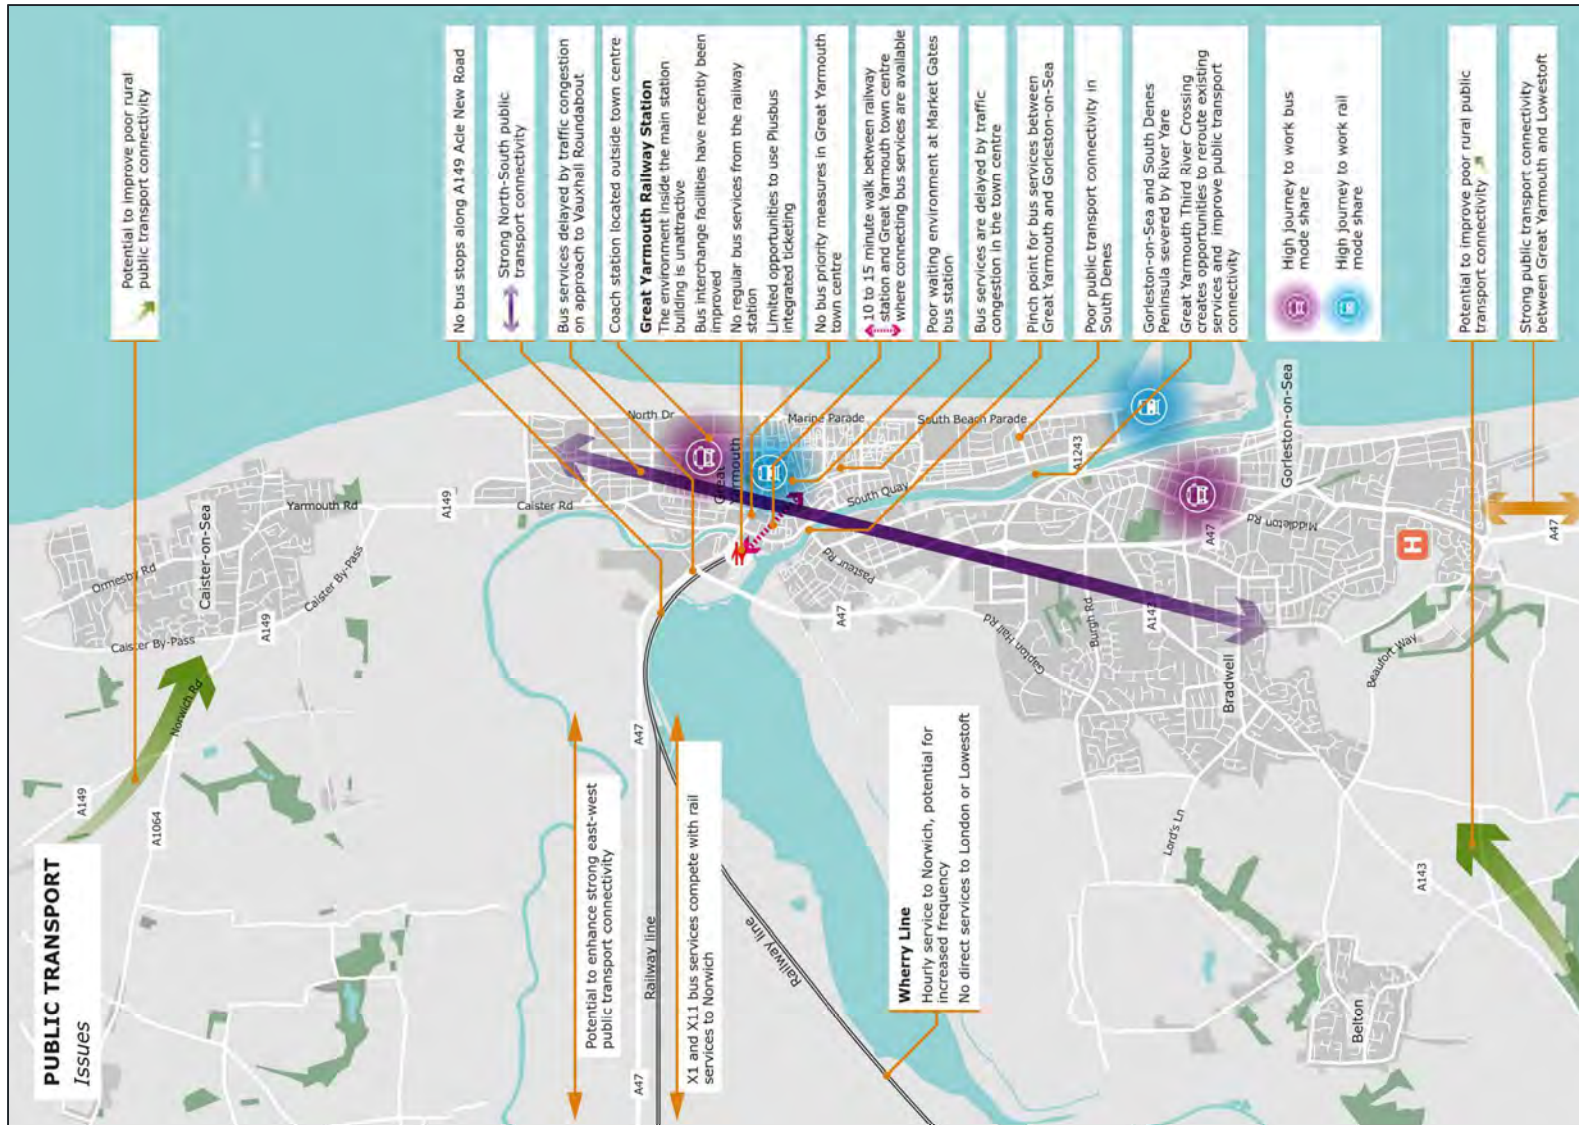 PUBLIC TRANSPORT
Issues
Potential to improve poor rural
public transport connectivity
No bus stops along A149 Acle New Road
Strong North-South public
transport connectivity
Bus services delayed by traffic congestion
on approach to Vauxhall Roundabout
Coach station located outside town centre
Great Yarmouth Railway Station
The environment inside the main station
building is unattractive
Bus interchange facilities have recently been
improved
No regular bus services from the railway
station
Limited opportunities to use Plusbus
integrated ticketing
No bus priority measures in Great Yarmouth
town centre
10 to 15 minute walk between railway
station and Great Yarmouth town centre
where connecting bus services are available
Poor waiting environment at Market Gates
bus station
Bus services are delayed by traffic
congestion in the town centre
Pinch point for bus services between
Great Yarmouth and Gorleston-on-Sea
Poor public transport connectivity in
South Denes
Gorleston-on-Sea and South Denes
Peninsula severed by River Yare
Great Yarmouth Third River Crossing
creates opportunities to reroute existing
services and improve public transport
connectivity
High journey to work bus
mode share
High journey to work rail
mode share
Potential to improve poor rural public
transport connectivity
Strong public transport connectivity
between Great Yarmouth and Lowestoft
Potential to enhance strong east-west
public transport connectivity
X1 and X11 bus services compete with rail
services to Norwich
Wherry Line
Hourly service to Norwich, potential for
increased frequency
No direct services to London or Lowestoft
Ormesby Rd
Caister-on-Sea
Yarmouth Rd
Caister By-Pass
Caister By-Pass
A149
A149
A149
A1064
Norwich Rd
Caister Rd
North Dr
Marine Parade
South Beach Parade
Great
Yarmouth
South Quay
A1243
Gorleston-on-Sea
Pasteur Rd
A47
A47
A47
A47
A47
Railway line
Railway line
Gapton Hall Rd
Burgh Rd
A147
Middleton Rd
H
Bradwell
Beaufort Way
Lord's Ln
A143
Belton